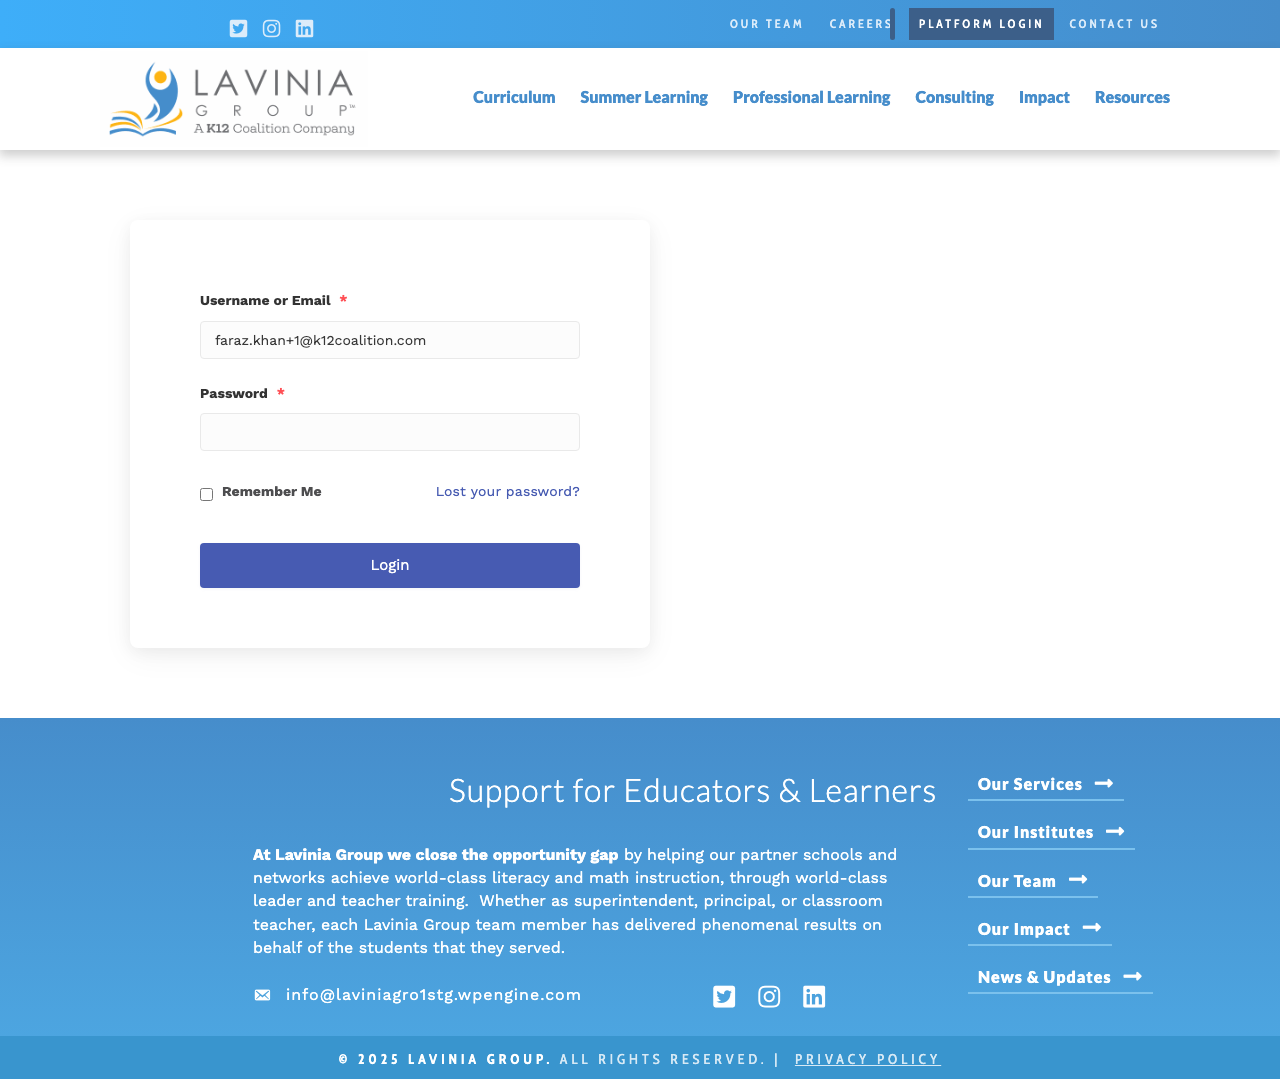 OUR TEAM CAREERS PLATFORM LOGIN CONTACT US
LAVINIA
GROUP™
A K12 Coalition Company
Curriculum Summer Learning Professional Learning Consulting Impact Resources
Username or Email *
faraz.khan+1@k12coalition.com
Password *
Remember Me Lost your password?
Login
Support for Educators & Learners
At Lavinia Group we close the opportunity gap by helping our partner schools and
networks achieve world-class literacy and math instruction, through world-class
leader and teacher training. Whether as superintendent, principal, or classroom
teacher, each Lavinia Group team member has delivered phenomenal results on
behalf of the students that they served.
info@laviniagro1stg.wpengine.com
Our Services
Our Institutes
Our Team
Our Impact
News & Updates
© 2025 LAVINIA GROUP. ALL RIGHTS RESERVED. | PRIVACY POLICY